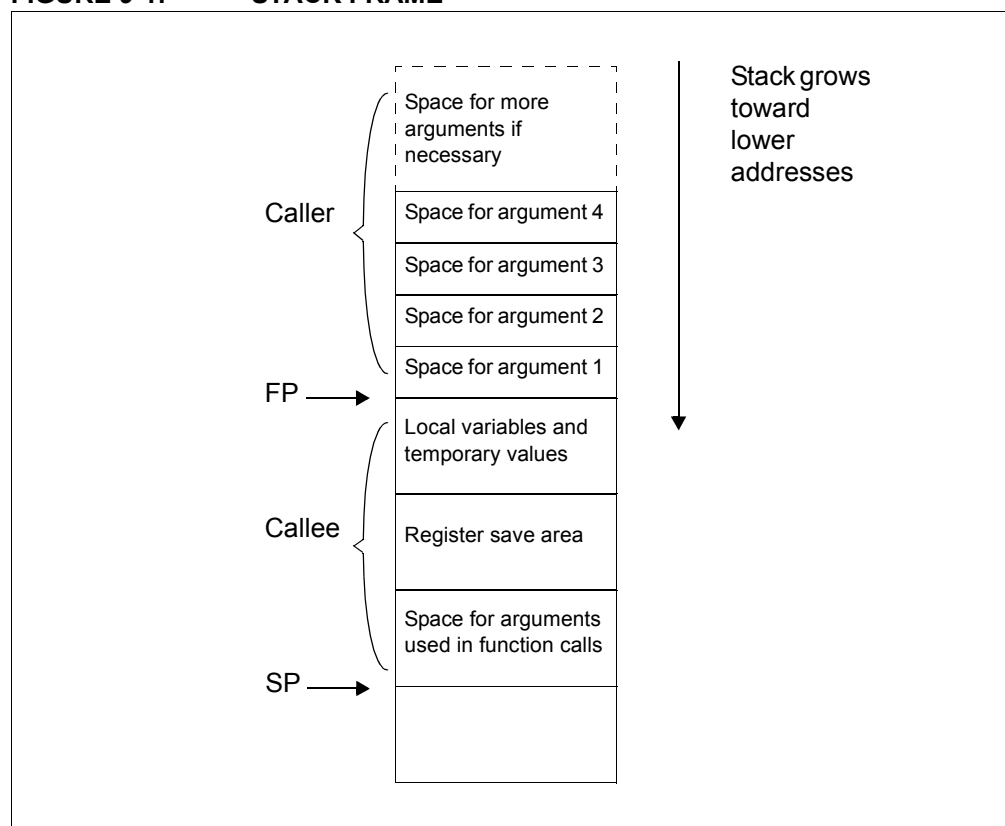 Space for more
arguments if
necessary
Stack grows
toward
lower
addresses
Caller
Space for argument 4
Space for argument 3
Space for argument 2
Space for argument 1
FP
Local variables and
temporary values
Callee
Register save area
Space for arguments
used in function calls
SP